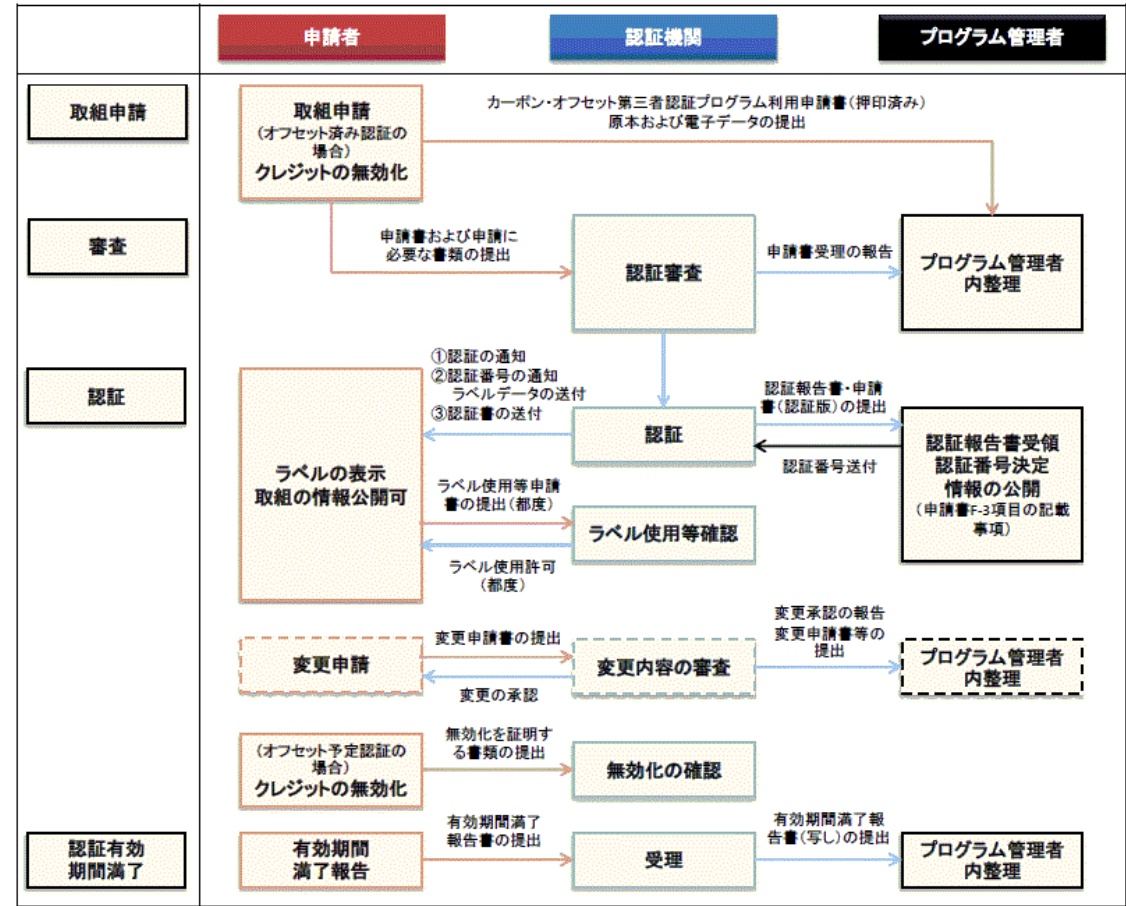 申請者
認証機関
プログラム管理者
取組申請
取組申請
(オフセット済み認証の
場合)
クレジットの無効化
カーボン・オフセット第三者認証プログラム利用申請書(押印済み)
原本および電子データの提出
審査
申請書および申請に
必要な書類の提出
認証審査
申請書受理の報告
プログラム管理者
内整理
認証
①認証の通知
②認証番号の通知
ラベルデータの送付
③認証書の送付
認証
認証報告書・申請
書(認証版)の提出
認証番号送付
認証報告書受領
認証番号決定
情報の公開
(申請書F-3項目の記載
事項)
ラベルの表示
取組の情報公開可
ラベル使用等申請
書の提出(都度)
ラベル使用等確認
ラベル使用許可
(都度)
変更申請
変更申請書の提出
変更の承認
変更内容の審査
変更承認の報告
変更申請書等の
提出
プログラム管理者
内整理
(オフセット予定認証の
場合)
クレジットの無効化
無効化を証明す
る書類の提出
無効化の確認
認証有効
期間満了
有効期間
満了報告
有効期間満了
報告書の提出
受理
有効期間満了報
告書(写し)の提出
プログラム管理者
内整理